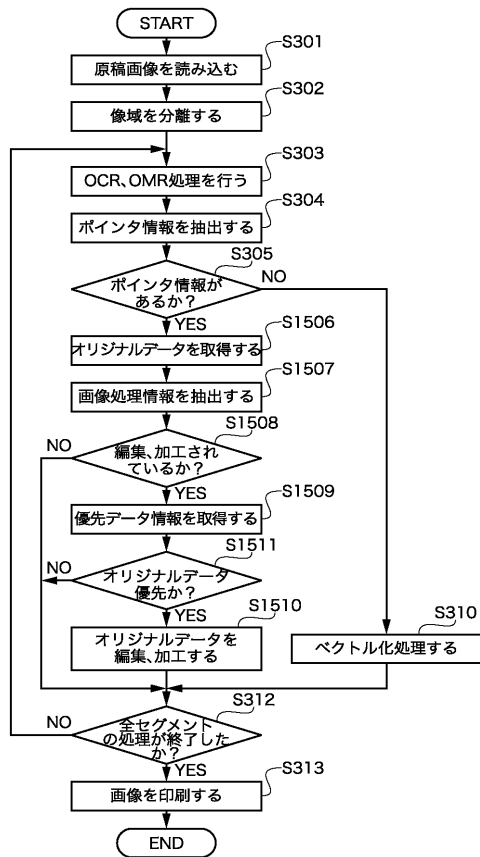 START
S301
原稿画像を読み込む
S302
像域を分離する
S303
OCR、OMR処理を行う
S304
ポインタ情報を抽出する
S305
ポインタ情報が
あるか？
NO
YES
S1506
オリジナルデータを取得する
S1507
画像処理情報を抽出する
S1508
編集、加工され
ているか？
NO
YES
S1509
優先データ情報を取得する
S1511
オリジナルデータ
優先か？
NO
YES
S1510
オリジナルデータを
編集、加工する
S310
ベクトル化処理する
S312
全セグメント
の処理が終了した
か？
NO
YES
S313
画像を印刷する
END